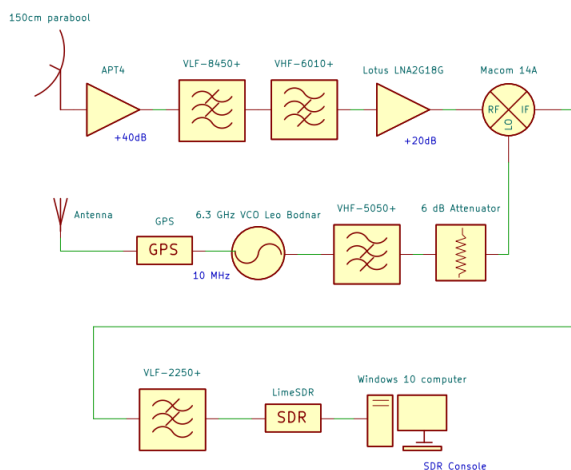 150cm parabool
APT4
VLF-8450+
VHF-6010+
Lotus LNA2G18G
Macom 14A
RF
IF
LO
+40dB
+20dB
Antenna
GPS
6.3 GHz VCO Leo Bodnar
VHF-5050+
6 dB Attenuator
GPS
10 MHz
VLF-2250+
LimeSDR
Windows 10 computer
SDR
SDR Console